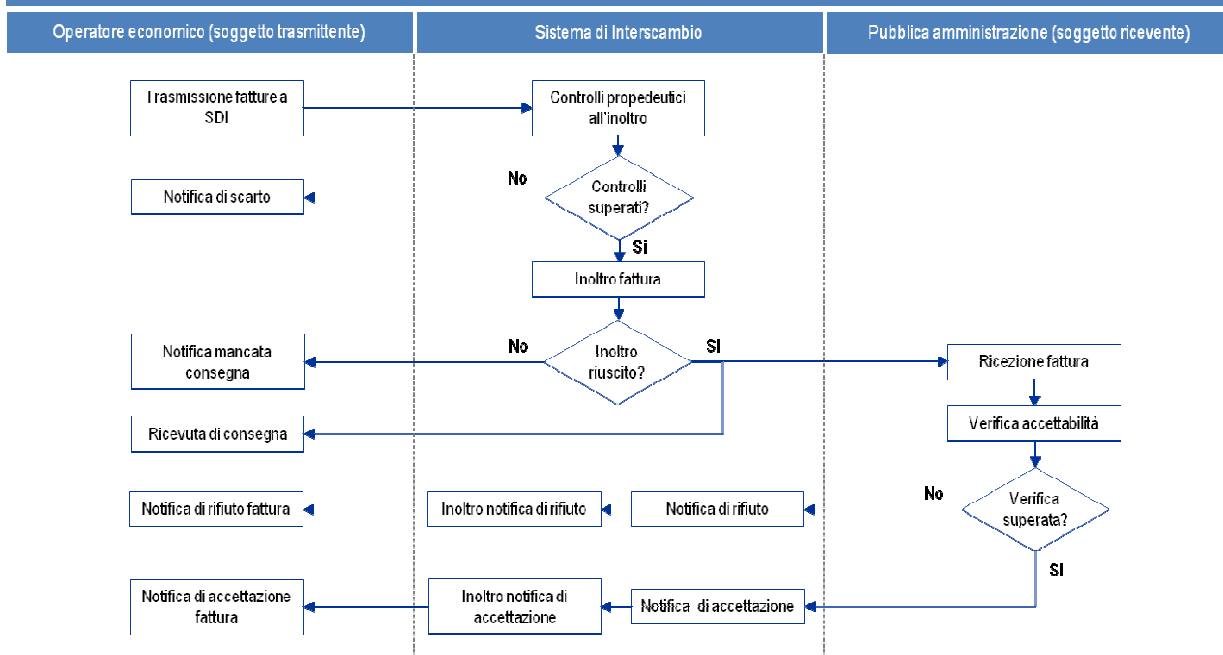 Operatore economico (soggetto trasmittente)
Sistema di Interscambio
Pubblica amministrazione (soggetto ricevente)
Trasmissione fatture a
SDI
Controlli propedeutici
all'inoltro
No
Controlli
superati?
Notifica di scarto
Si
Inoltro fattura
Notifica mancata
consegna
No
Inoltro
riuscito?
SI
Ricezione fattura
Ricevuta di consegna
Verifica accettabilità
Notifica di rifiuto fattura
Inoltro notifica di rifiuto
Notifica di rifiuto
No
Verifica
superata?
SI
Notifica di accettazione
fattura
Inoltro notifica di
accettazione
Notifica di accettazione